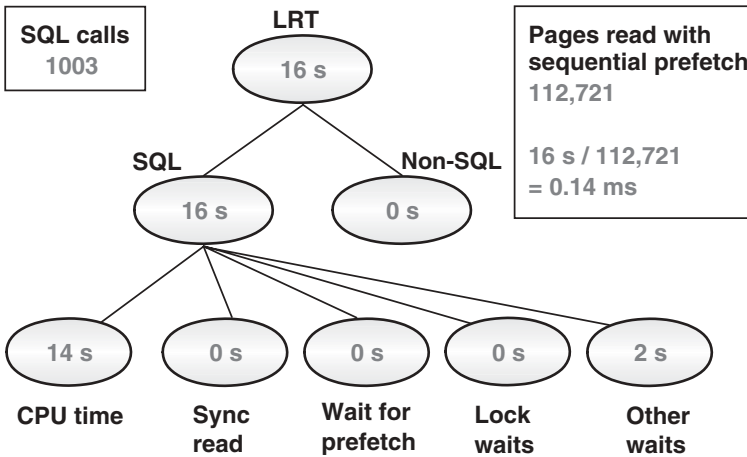 LRT
SQL calls
1003
16 s
Pages read with
sequential prefetch
112,721
16 s / 112,721
= 0.14 ms
SQL
Non-SQL
16 s
0 s
14 s
0 s
0 s
0 s
2 s
CPU time
Sync
read
Wait for
prefetch
Lock
waits
Other
waits